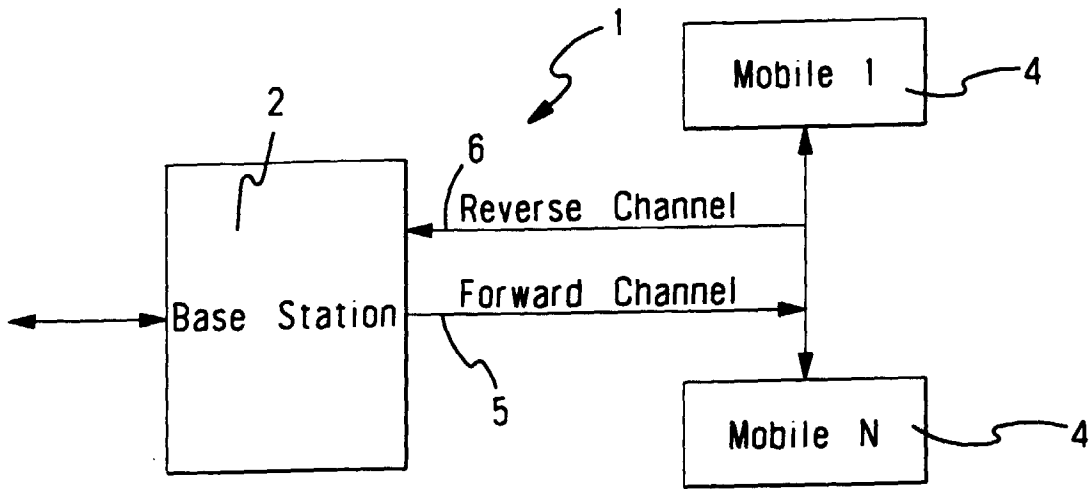 1
Mobile 1
4
2
6
Reverse Channel
Forward Channel
Base Station
5
Mobile N
4